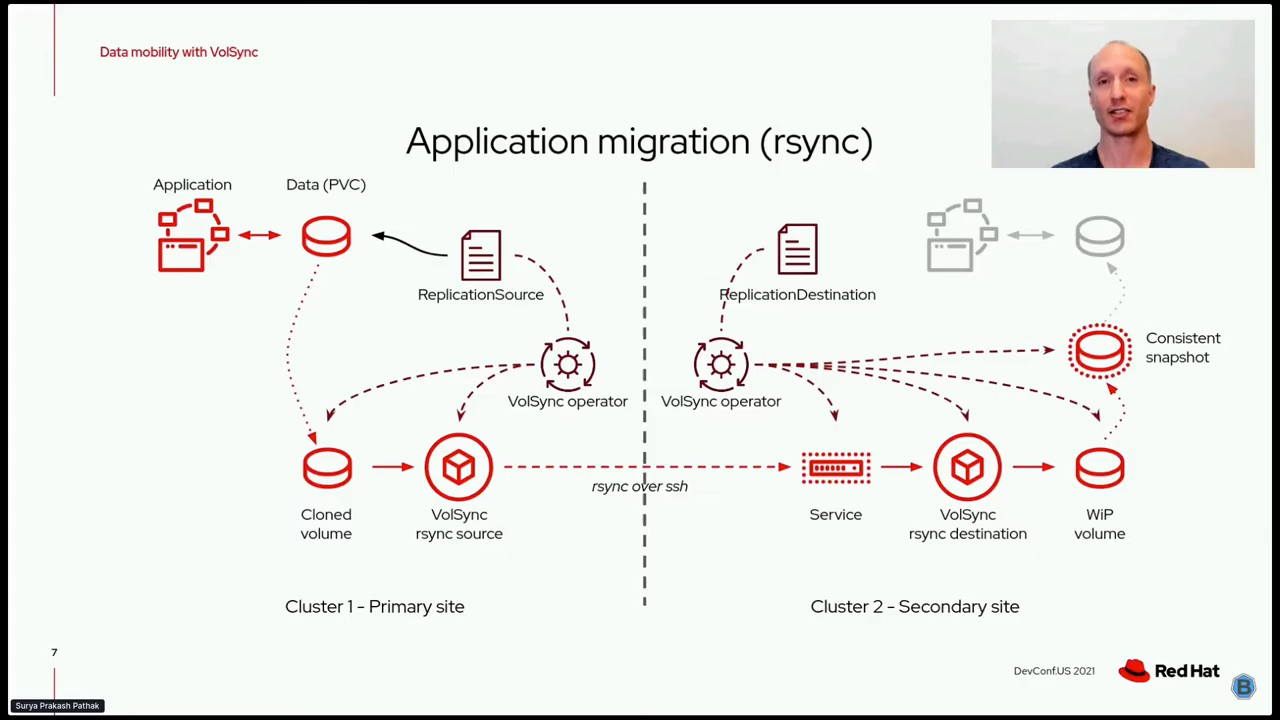 Data mobility with VolSync
Application migration (rsync)
Application
Data (PVC)
ReplicationSource
ReplicationDestination
Consistent
snapshot
VolSync operator
VolSync operator
rsync over ssh
Cloned
volume
VolSync
rsync source
Service
VolSync
rsync destination
WiP
volume
Cluster 1 - Primary site
Cluster 2 - Secondary site
7
DevConf.US 2021
Red Hat
B
Surya Prakash Pathak